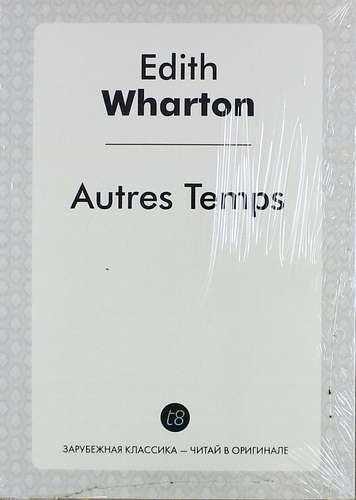 Edith
Wharton
Autres Temps
t8
ЗАРУБЕЖНАЯ КЛАССИКА — ЧИТАЙ В ОРИГИНАЛЕ